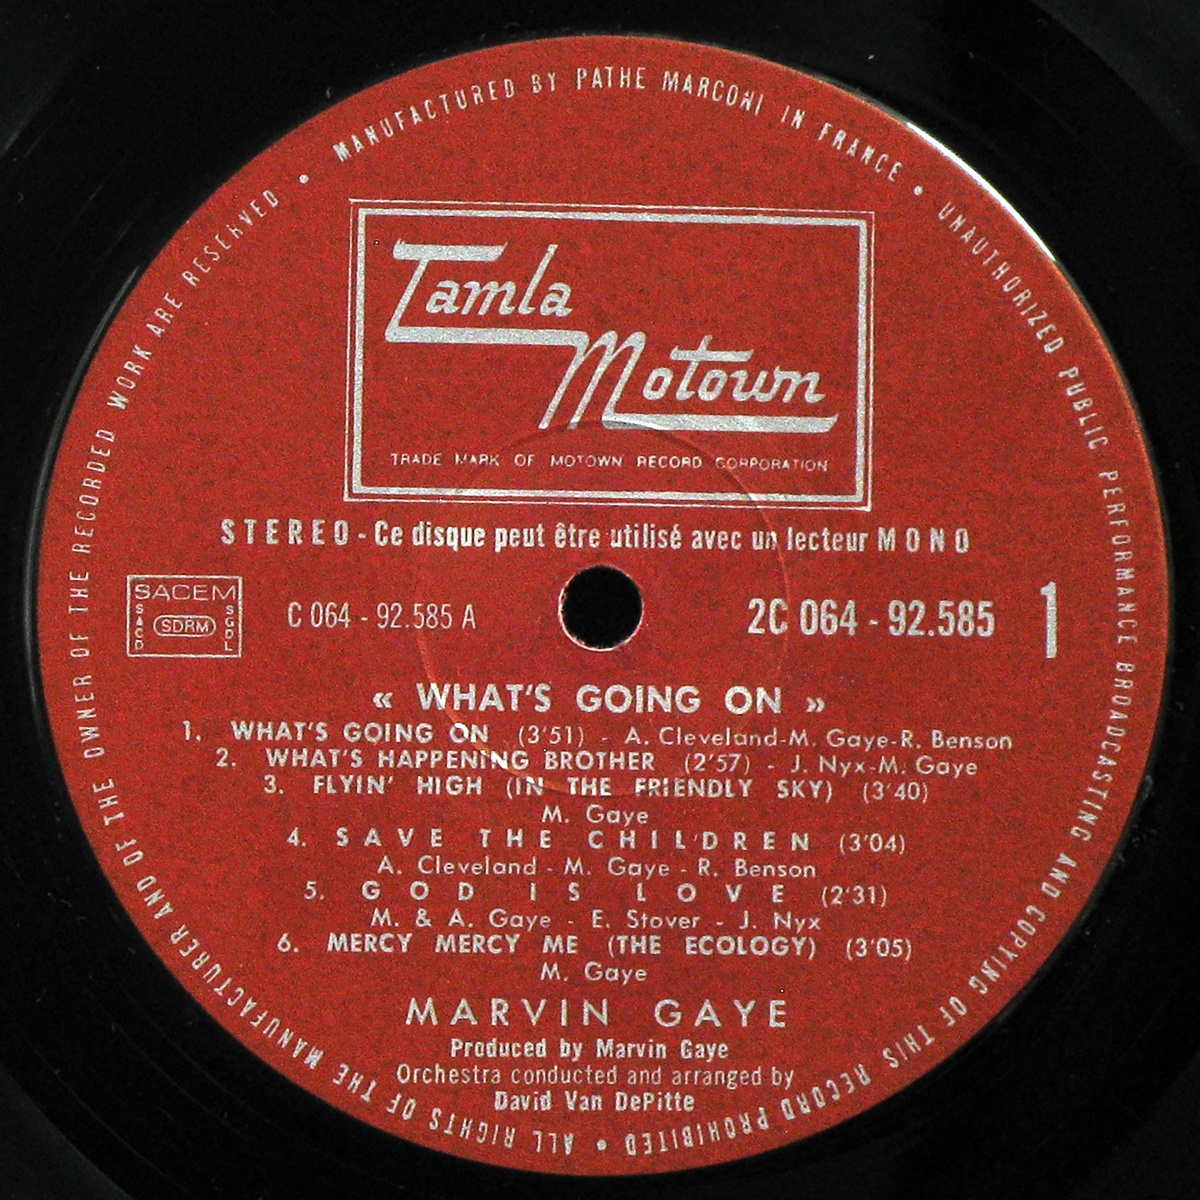 MANUFACTURED BY PATHE MARCONI IN FRANCE • UNAUTHORIZED PUBLIC PERFORMANCE BROADCASTING AND COPYING OF THIS RECORD PROHIBITED • ALL RIGHTS OF THE MANUFACTURER AND OF THE OWNER OF THE RECORDED WORK ARE RESERVED •
Tamla
Motown
TRADE MARK OF MOTOWN RECORD CORPORATION
STEREO - Ce disque peut être utilisé avec un lecteur MONO
SACEM
SACD
SDRM
SGDL
C 064 - 92.585 A
2C 064 - 92.585
1
« WHAT'S GOING ON »
1. WHAT'S GOING ON (3'51) - A. Cleveland-M. Gaye-R. Benson
2. WHAT'S HAPPENING BROTHER (2'57) - J. Nyx-M. Gaye
3. FLYIN' HIGH (IN THE FRIENDLY SKY) (3'40)
M. Gaye
4. SAVE THE CHILDREN (3'04)
A. Cleveland - M. Gaye - R. Benson
5. GOD IS LOVE (2'31)
M. & A. Gaye - E. Stover - J. Nyx
6. MERCY MERCY ME (THE ECOLOGY) (3'05)
M. Gaye
MARVIN GAYE
Produced by Marvin Gaye
Orchestra conducted and arranged by
David Van DePitte